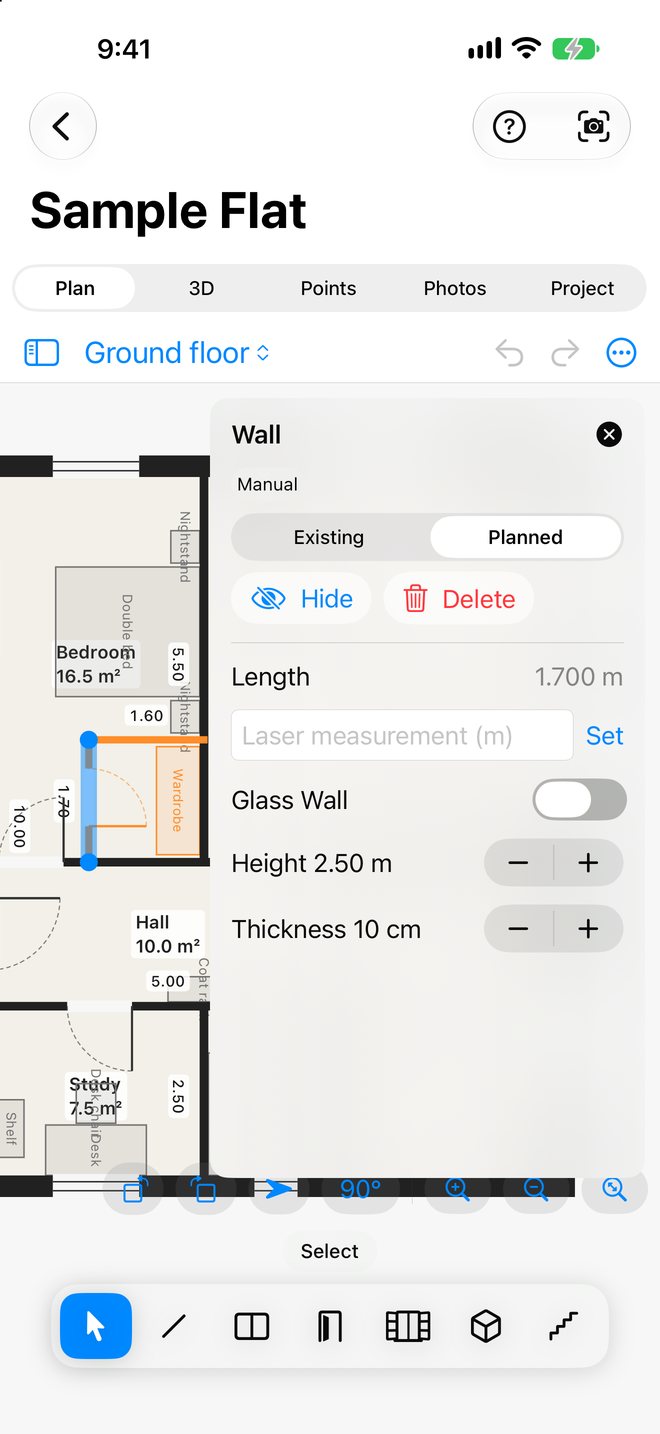 9:41
Sample Flat
Plan
3D
Points
Photos
Project
Ground floor
Wall
Manual
Existing
Planned
Hide
Delete
Length
1.700 m
Laser measurement (m)
Set
Glass Wall
Height 2.50 m
Thickness 10 cm
Nightstand
Double bed
Bedroom
16.5 m²
5.50
Nightstand
1.60
Wardrobe
1.70
10.00
Hall
10.0 m²
5.00
Study
7.5 m²
Desk chair
Desk
Shelf
2.50
90°
Select